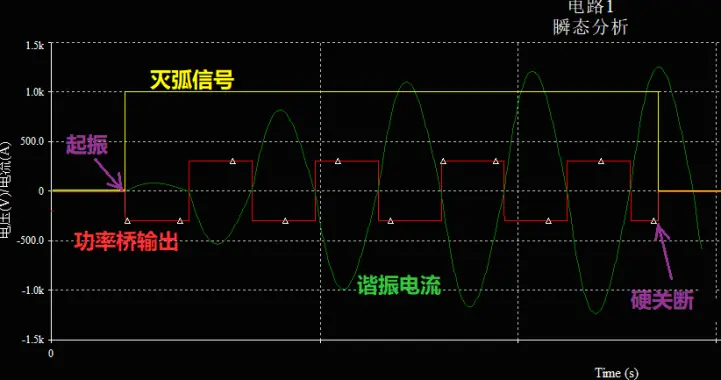 电路1
瞬态分析
1.5k
灭弧信号
1.0k
500.0
起振
0
电压(V)/电流(A)
功率桥输出
-500.0
谐振电流
硬关断
-1.0k
-1.5k
0
Time (s)